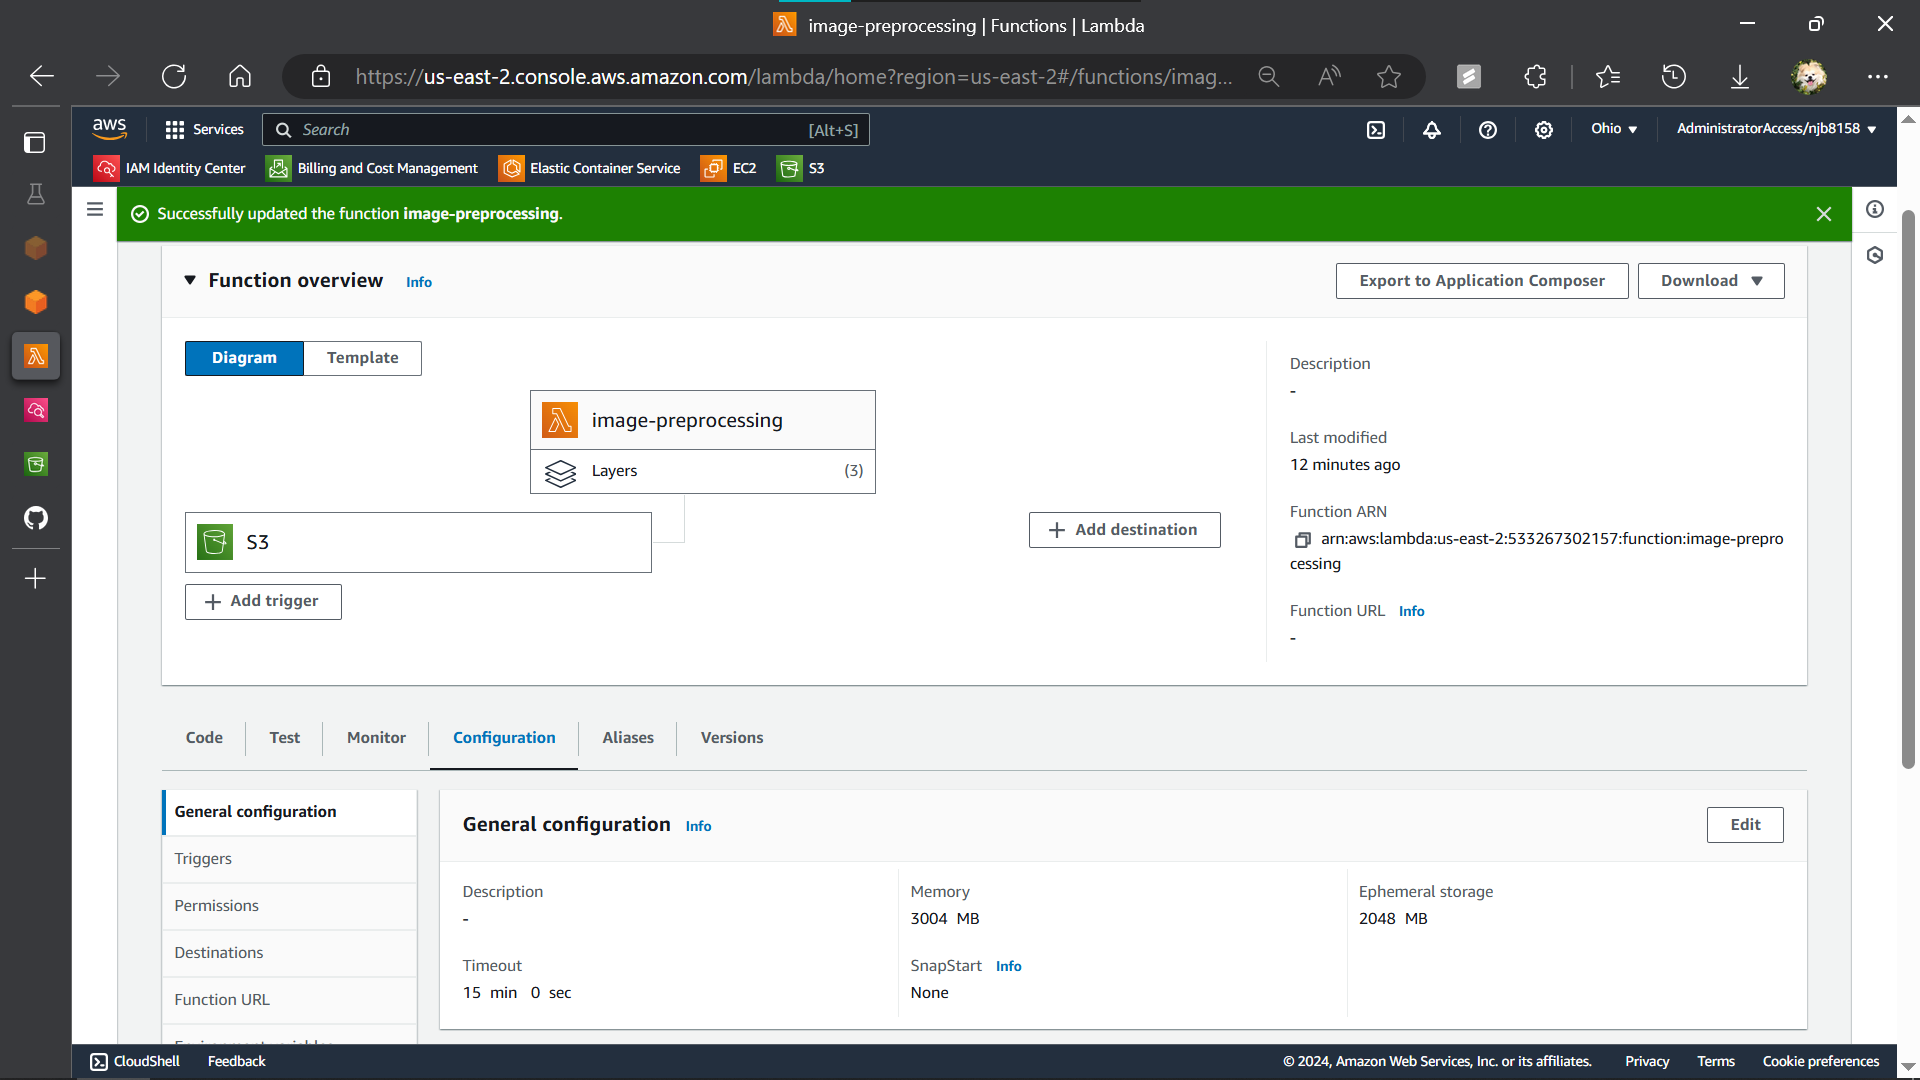 image-preprocessing | Functions | Lambda
https://us-east-2.console.aws.amazon.com/lambda/home?region=us-east-2#/functions/imag...
aws
Services
Search
[Alt+S]
Ohio
AdministratorAccess/njb8158
IAM Identity Center
Billing and Cost Management
Elastic Container Service
EC2
S3
Successfully updated the function image-preprocessing.
Function overview
Info
Export to Application Composer
Download
Diagram
Template
image-preprocessing
Layers
(3)
S3
Add trigger
Add destination
Description
-
Last modified
12 minutes ago
Function ARN
arn:aws:lambda:us-east-2:533267302157:function:image-prepro
cessing
Function URL Info
-
Code
Test
Monitor
Configuration
Aliases
Versions
General configuration
Triggers
Permissions
Destinations
Function URL
General configuration Info
Edit
Description
-
Memory
3004 MB
Ephemeral storage
2048 MB
Timeout
15 min 0 sec
SnapStart Info
None
CloudShell
Feedback
© 2024, Amazon Web Services, Inc. or its affiliates.
Privacy
Terms
Cookie preferences